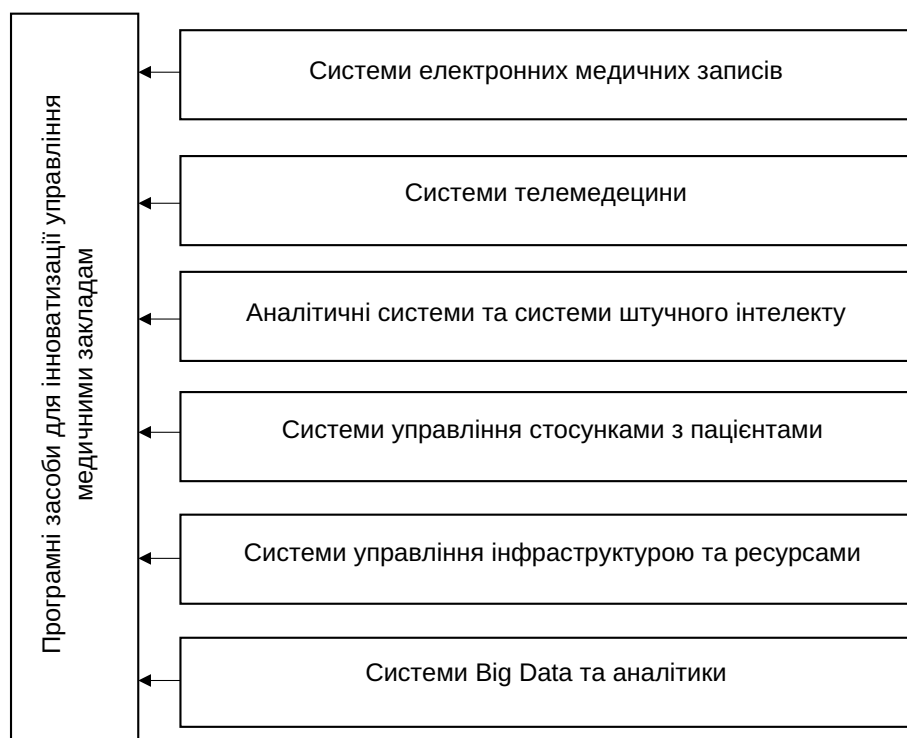 Програмні засоби для інноватизації управління
медичними закладам
Системи електронних медичних записів
Системи телемедецини
Аналітичні системи та системи штучного інтелекту
Системи управління стосунками з пацієнтами
Системи управління інфраструктурою та ресурсами
Системи Big Data та аналітики